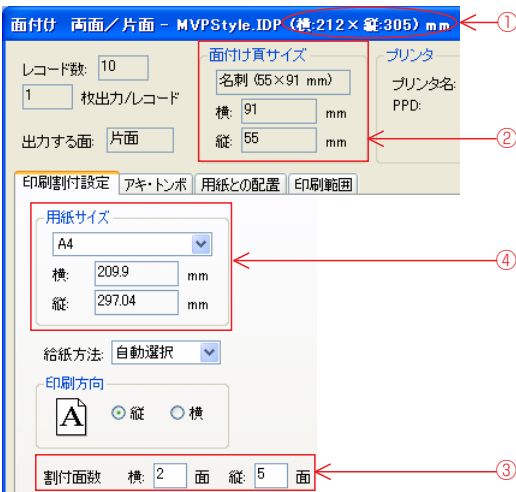 面付け 両面／片面 - MVPStyle.IDP (横:212×縦:305) mm ①
レコード数: 10
1 枚出力/レコード
出力する面: 片面
面付け頁サイズ
名刺 (55×91 mm)
横: 91 mm
縦: 55 mm ②
プリンタ
プリンタ名:
PPD:
印刷割付設定 アキ・トンボ 用紙との配置 印刷範囲
用紙サイズ
A4 ④
横: 209.9 mm
縦: 297.04 mm
給紙方法: 自動選択
印刷方向
A 縦 横
割付面数 横: 2 面 縦: 5 面 ③